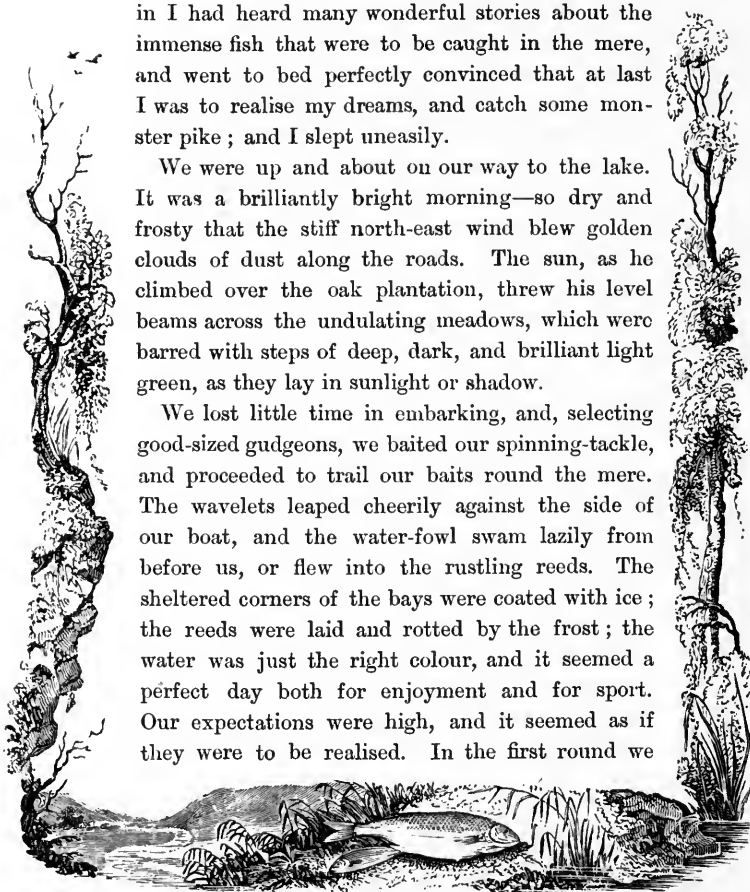 in I had heard many wonderful stories about the
immense fish that were to be caught in the mere,
and went to bed perfectly convinced that at last
I was to realise my dreams, and catch some mon-
ster pike ; and I slept uneasily.
We were up and about on our way to the lake.
It was a brilliantly bright morning—so dry and
frosty that the stiff north-east wind blew golden
clouds of dust along the roads. The sun, as he
climbed over the oak plantation, threw his level
beams across the undulating meadows, which were
barred with steps of deep, dark, and brilliant light
green, as they lay in sunlight or shadow.
We lost little time in embarking, and, selecting
good-sized gudgeons, we baited our spinning-tackle,
and proceeded to trail our baits round the mere.
The wavelets leaped cheerily against the side of
our boat, and the water-fowl swam lazily from
before us, or flew into the rustling reeds. The
sheltered corners of the bays were coated with ice ;
the reeds were laid and rotted by the frost ; the
water was just the right colour, and it seemed a
perfect day both for enjoyment and for sport.
Our expectations were high, and it seemed as if
they were to be realised. In the first round we